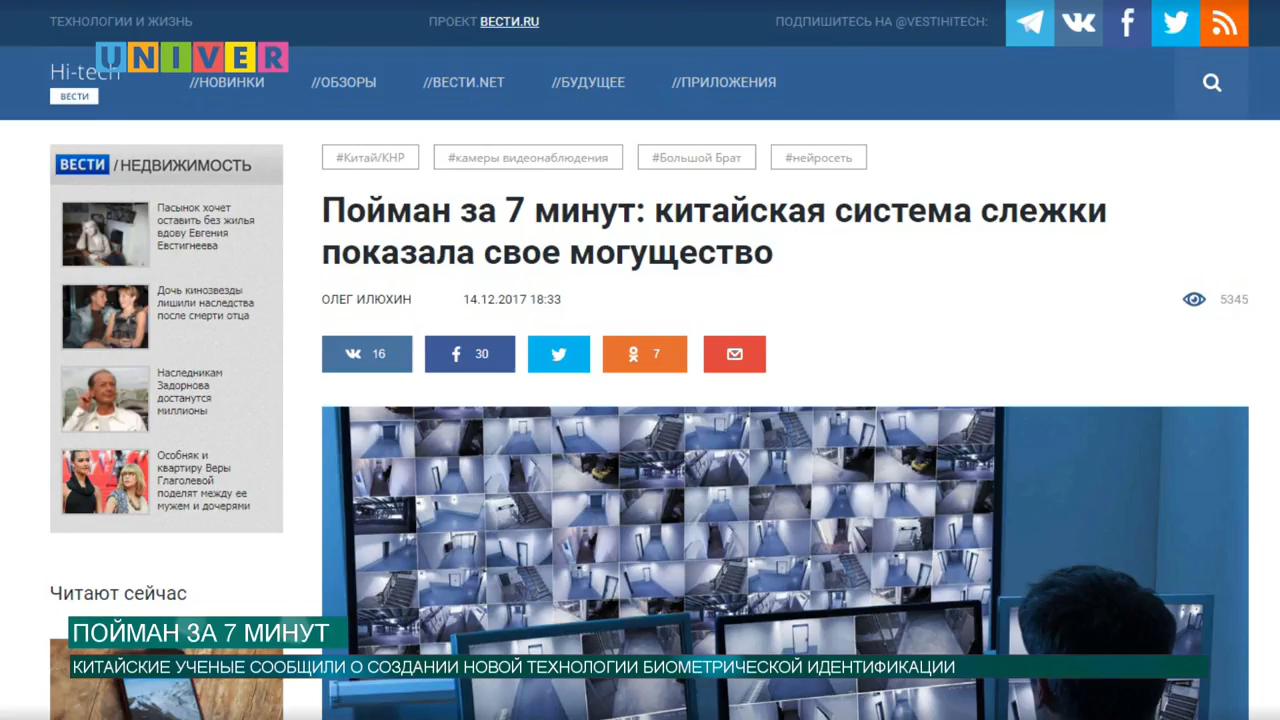 ТЕХНОЛОГИИ И ЖИЗНЬ
ПРОЕКТ ВЕСТИ.RU
ПОДПИШИТЕСЬ НА @VESTIHITECH:
UNIVER
Hi-tech
ВЕСТИ
//НОВИНКИ
//ОБЗОРЫ
//ВЕСТИ.NET
//БУДУЩЕЕ
//ПРИЛОЖЕНИЯ
ВЕСТИ /НЕДВИЖИМОСТЬ
Пасынок хочет
оставить без жилья
вдову Евгения
Евстигнеева
Дочь кинозвезды
лишили наследства
после смерти отца
Наследникам
Задорнова
достанутся
миллионы
Особняк и
квартиру Веры
Глаголевой
поделят между ее
мужем и дочерями
Читают сейчас
#Китай/КНР
#камеры видеонаблюдения
#Большой Брат
#нейросеть
Пойман за 7 минут: китайская система слежки
показала свое могущество
ОЛЕГ ИЛЮХИН
14.12.2017 18:33
5345
16
30
7
ПОЙМАН ЗА 7 МИНУТ
КИТАЙСКИЕ УЧЕНЫЕ СООБЩИЛИ О СОЗДАНИИ НОВОЙ ТЕХНОЛОГИИ БИОМЕТРИЧЕСКОЙ ИДЕНТИФИКАЦИИ